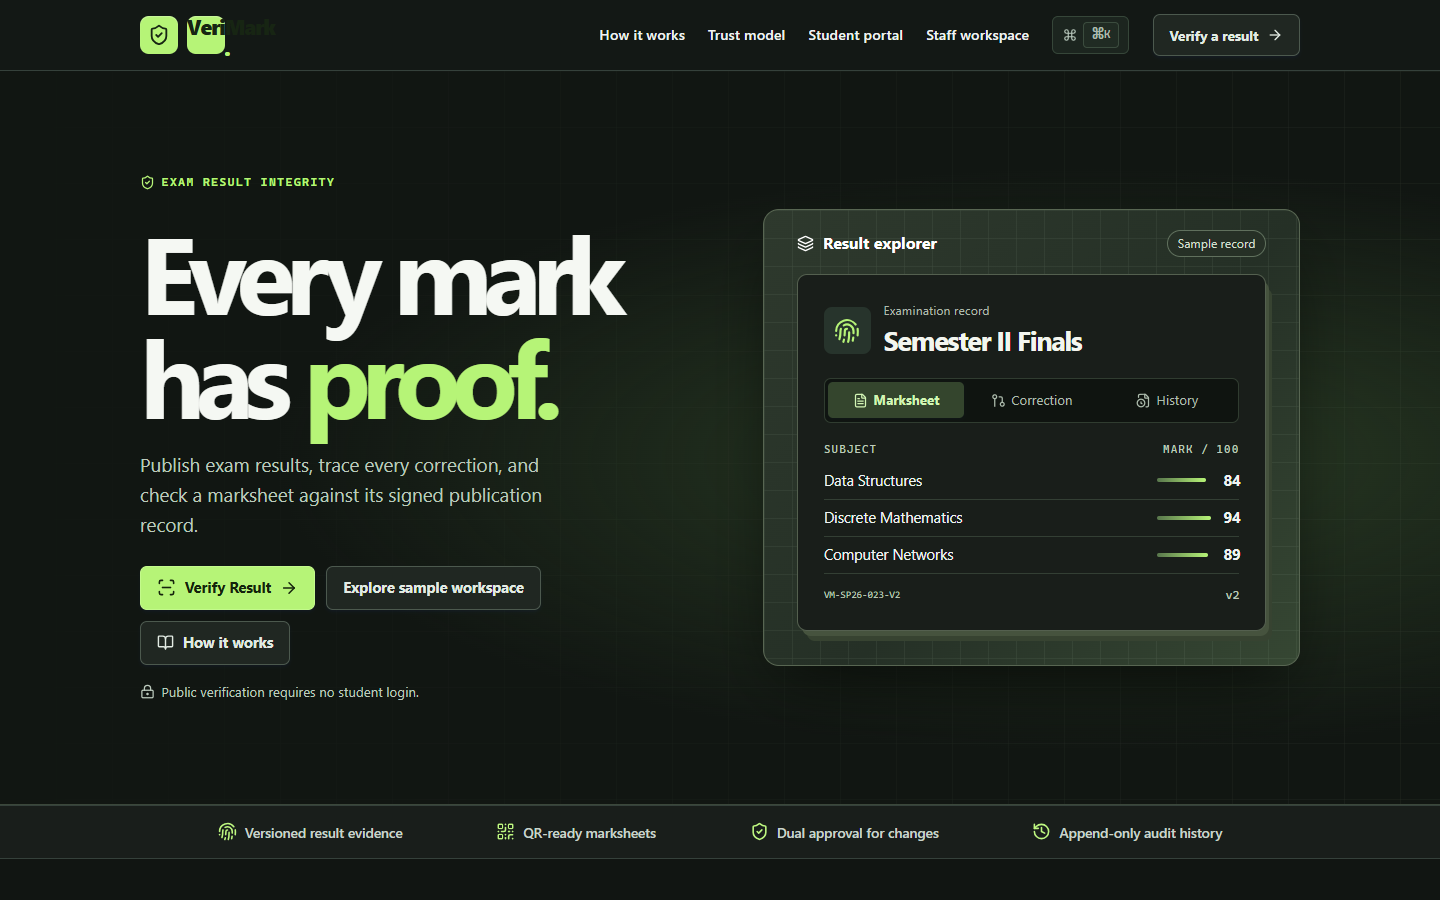 VeriMark.
How it works
Trust model
Student portal
Staff workspace
⌘ ⌘K
Verify a result
EXAM RESULT INTEGRITY
Every mark
has proof.
Publish exam results, trace every correction, and
check a marksheet against its signed publication
record.
Verify Result
Explore sample workspace
How it works
Public verification requires no student login.
Result explorer
Sample record
Examination record
Semester II Finals
Marksheet
Correction
History
SUBJECT MARK / 100
Data Structures 84
Discrete Mathematics 94
Computer Networks 89
VM-SP26-023-V2 v2
Versioned result evidence
QR-ready marksheets
Dual approval for changes
Append-only audit history